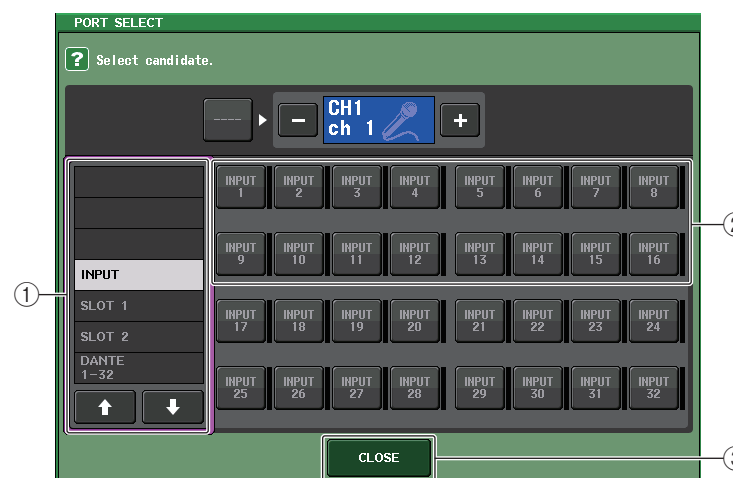 PORT SELECT
? Select candidate.
---- − CH1 ch 1 +
INPUT 1 INPUT 2 INPUT 3 INPUT 4 INPUT 5 INPUT 6 INPUT 7 INPUT 8
INPUT 9 INPUT 10 INPUT 11 INPUT 12 INPUT 13 INPUT 14 INPUT 15 INPUT 16
INPUT 17 INPUT 18 INPUT 19 INPUT 20 INPUT 21 INPUT 22 INPUT 23 INPUT 24
INPUT 25 INPUT 26 INPUT 27 INPUT 28 INPUT 29 INPUT 30 INPUT 31 INPUT 32
INPUT
SLOT 1
SLOT 2
DANTE
1-32
CLOSE
1
2
3